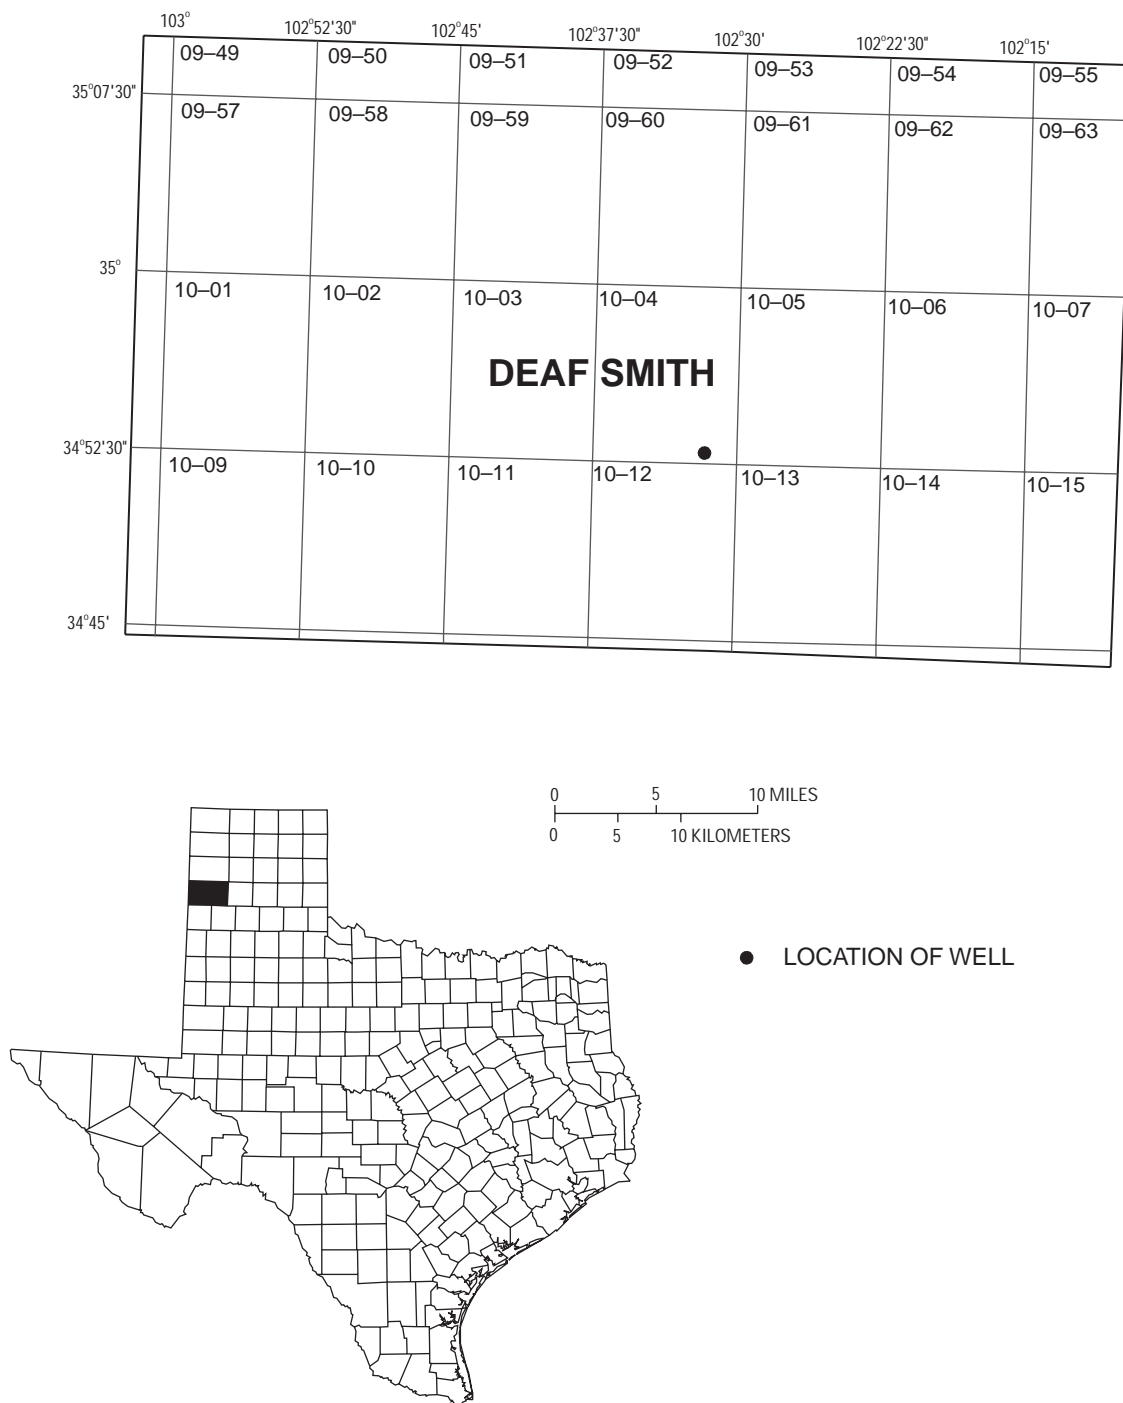 103° 102°52'30" 102°45' 102°37'30" 102°30' 102°22'30" 102°15'
09–49 09–50 09–51 09–52 09–53 09–54 09–55
35°07'30"
09–57 09–58 09–59 09–60 09–61 09–62 09–63
35°
10–01 10–02 10–03 10–04 10–05 10–06 10–07
DEAF SMITH
34°52'30"
10–09 10–10 10–11 10–12 10–13 10–14 10–15
34°45'
0 5 10 MILES
0 5 10 KILOMETERS
LOCATION OF WELL